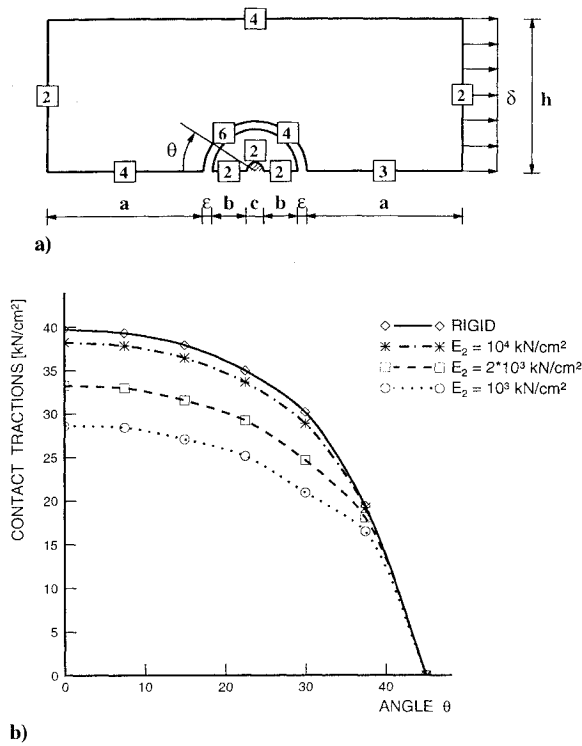 4
2
2
δ
h
θ
6
4
2
2
2
4
3
a
ε
b
c
b
ε
a
a)
CONTACT TRACTIONS [kN/cm²]
40
35
30
25
20
15
10
5
0
RIGID
E₂ = 10⁴ kN/cm²
E₂ = 2*10³ kN/cm²
E₂ = 10³ kN/cm²
0
10
20
30
40
ANGLE θ
b)